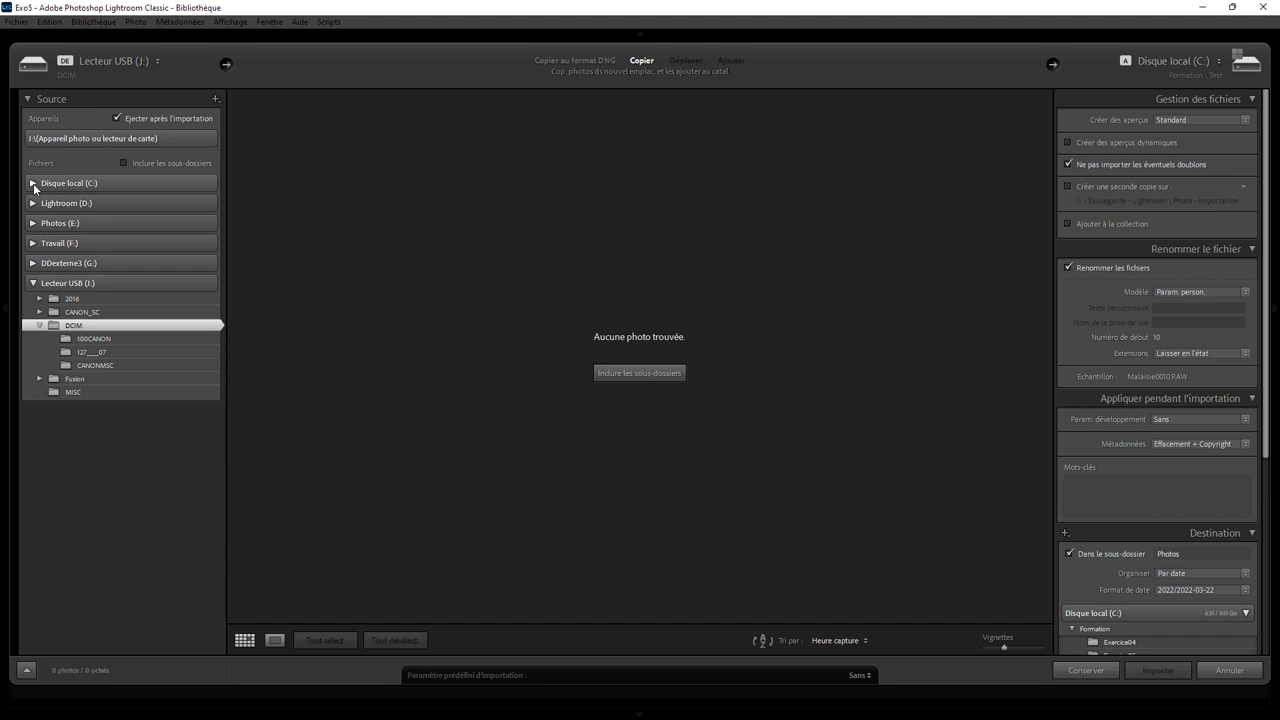 Exo5 - Adobe Photoshop Lightroom Classic - Bibliothèque
Fichier Edition Bibliothèque Photo Métadonnées Affichage Fenêtre Aide Scripts
DE Lecteur USB (J:)
DCIM
Copier au format DNG Copier Déplacer Ajouter
Cop. photos ds nouvel emplac. et les ajouter au catal.
A Disque local (C:)
Formation \ Test
Source
Appareils Ejecter après l'importation
J:\(Appareil photo ou lecteur de carte)
Fichiers Inclure les sous-dossiers
Disque local (C:)
Lightroom (D:)
Photos (E:)
Travail (F:)
DDexterne3 (G:)
Lecteur USB (J:)
2016
CANON_SC
DCIM
100CANON
127___07
CANONMSC
Fusion
MISC
Aucune photo trouvée.
Inclure les sous-dossiers
Gestion des fichiers
Créer des aperçus Standard
Créer des aperçus dynamiques
Ne pas importer les éventuels doublons
Créer une seconde copie sur :
Sauvegarde - Lightroom \ Photo - Importation
Ajouter à la collection
Renommer le fichier
Renommer les fichiers
Modèle Param. person.
Texte personnalisé
Nom de la prise de vue
Numéro de début 10
Extensions Laisser en l'état
Echantillon : Malaisie0010.RAW
Appliquer pendant l'importation
Param. développement Sans
Métadonnées Effacement + Copyright
Mots-clés
Destination
Dans le sous-dossier Photos
Organiser Par date
Format de date 2022/2022-03-22
Disque local (C:)
Formation
Exercice04
Tout sélect. Tout désélect.
Tri par : Heure capture
Vignettes
0 photos / 0 octets
Paramètre prédéfini d'importation : Sans
Conserver Importer Annuler